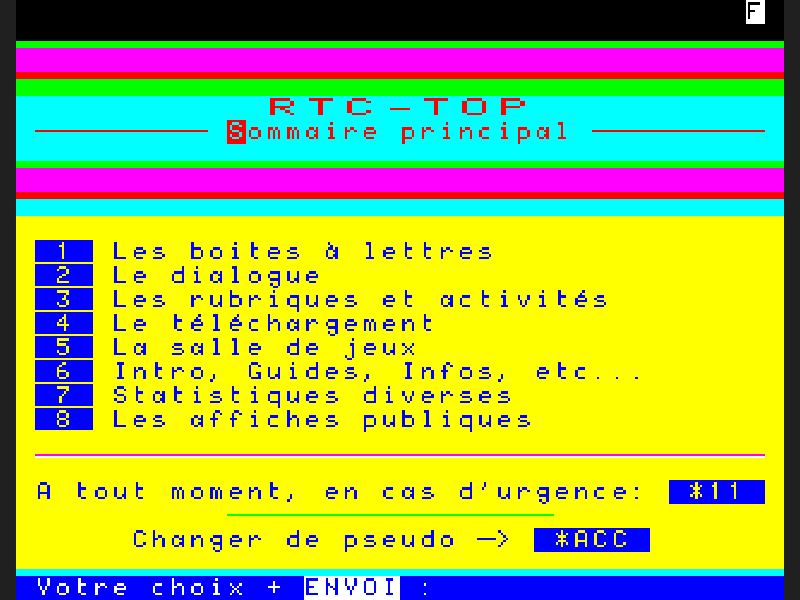 F
RTC-TOP
Sommaire principal
1 Les boites à lettres
2 Le dialogue
3 Les rubriques et activités
4 Le téléchargement
5 La salle de jeux
6 Intro, Guides, Infos, etc...
7 Statistiques diverses
8 Les affiches publiques
A tout moment, en cas d'urgence: *11
Changer de pseudo —> *ACC
Votre choix + ENVOI :